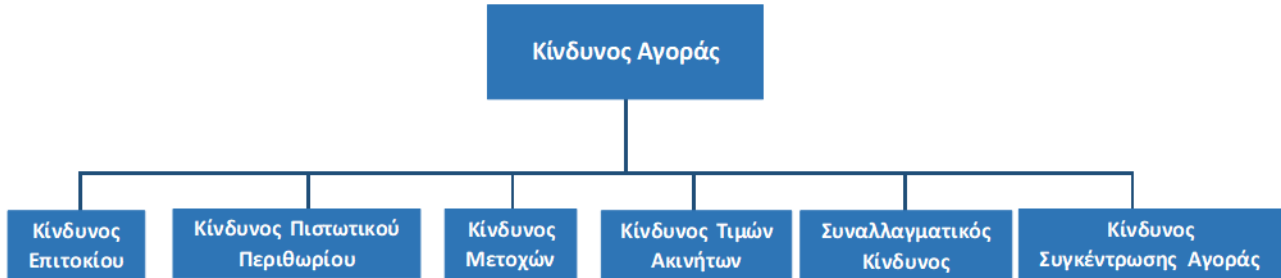 Κίνδυνος Αγοράς
Κίνδυνος
Επιτοκίου
Κίνδυνος Πιστωτικού
Περιθωρίου
Κίνδυνος
Μετοχών
Κίνδυνος Τιμών
Ακινήτων
Συναλλαγματικός
Κίνδυνος
Κίνδυνος
Συγκέντρωσης Αγοράς